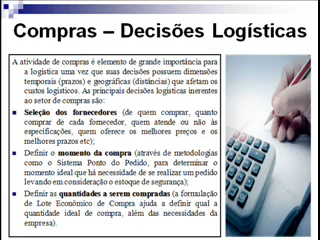 Compras – Decisões Logísticas
A atividade de compras é elemento de grande importância para
a logística uma vez que suas decisões possuem dimensões
temporais (prazos) e geográficas (distâncias) que afetam os
custos logísticos. As principais decisões logísticas inerentes
ao setor de compras são:
Seleção dos fornecedores (de quem comprar, quanto
comprar de cada fornecedor, quem atende ou não às
especificações, quem oferece os melhores preços e os
melhores prazos etc);
Definir o momento da compra (através de metodologias
como o Sistema Ponto do Pedido, para determinar o
momento ideal que há necessidade de se realizar um pedido
levando em consideração o estoque de segurança);
Definir as quantidades a serem compradas (a formulação
de Lote Econômico de Compra ajuda a definir qual a
quantidade ideal de compra, além das necessidades da
empresa).